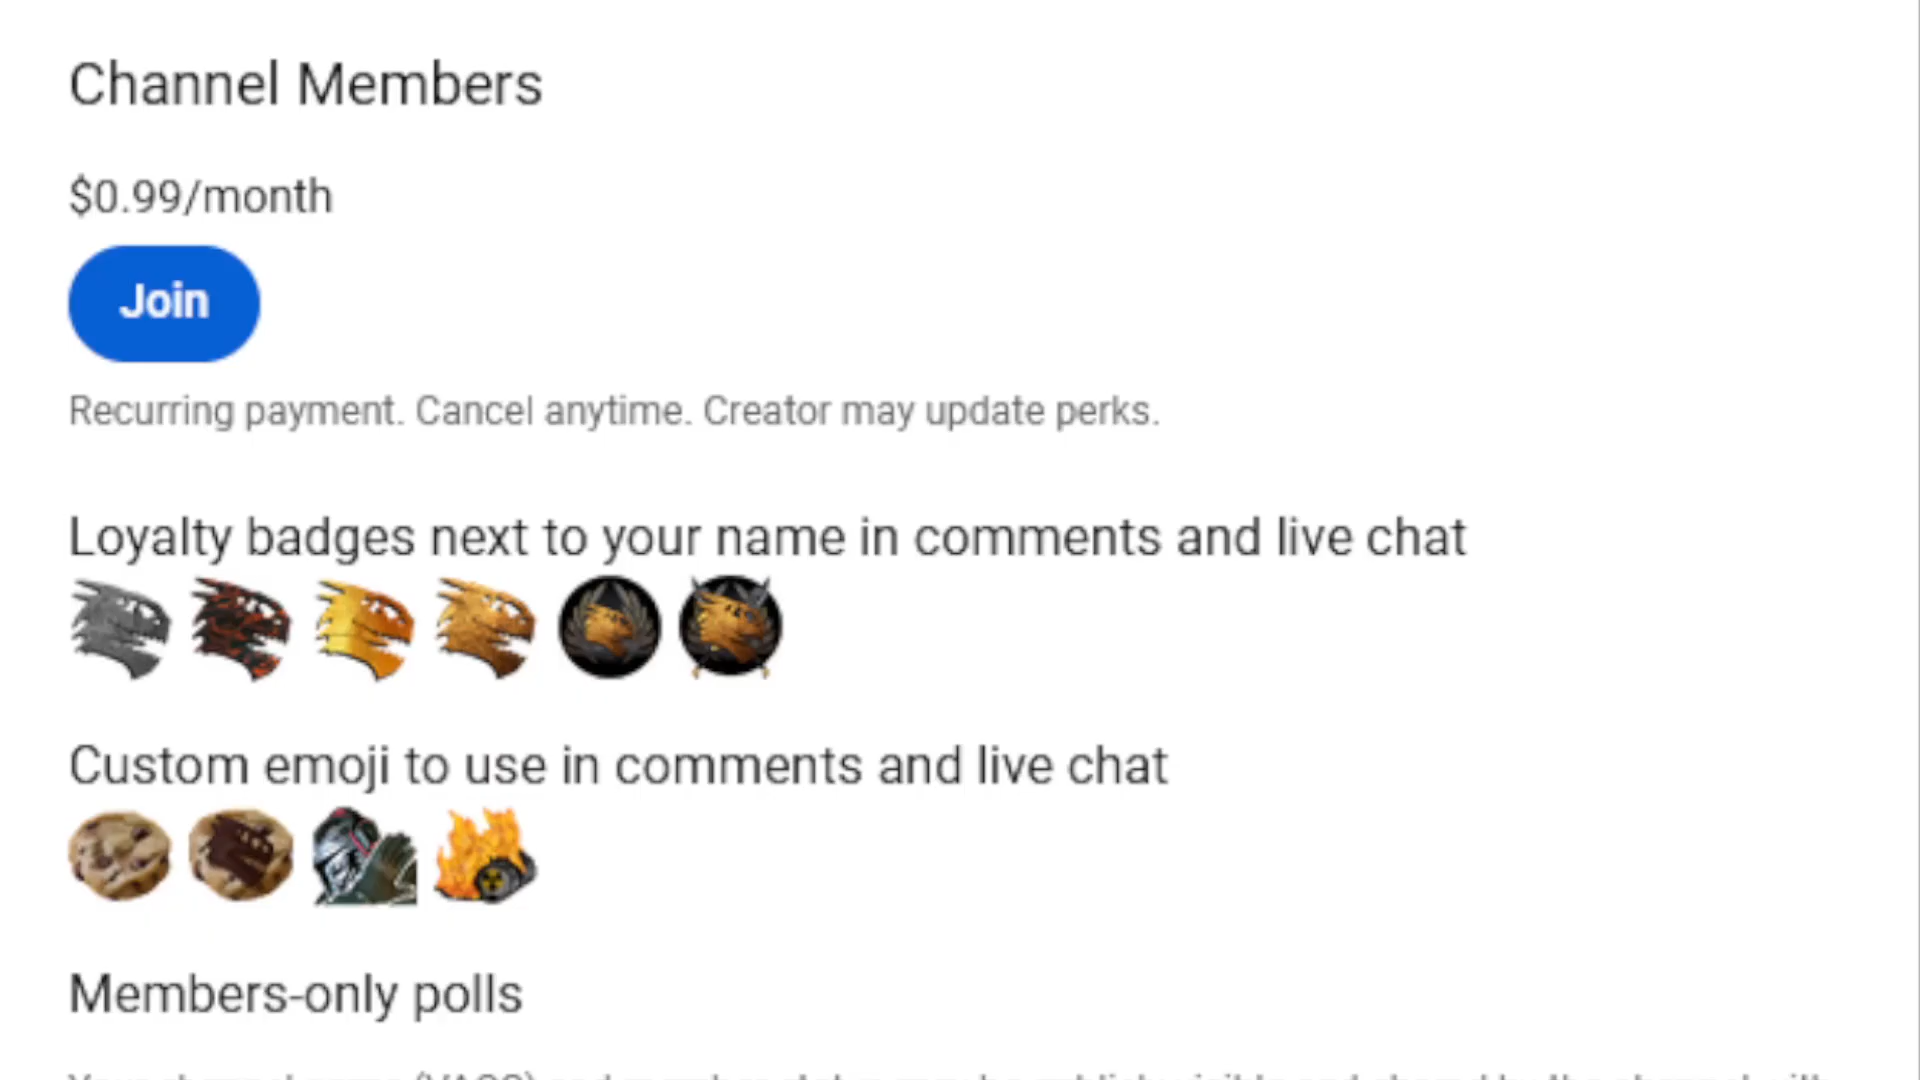 Channel Members
$0.99/month
Join
Recurring payment. Cancel anytime. Creator may update perks.
Loyalty badges next to your name in comments and live chat
Custom emoji to use in comments and live chat
Members-only polls